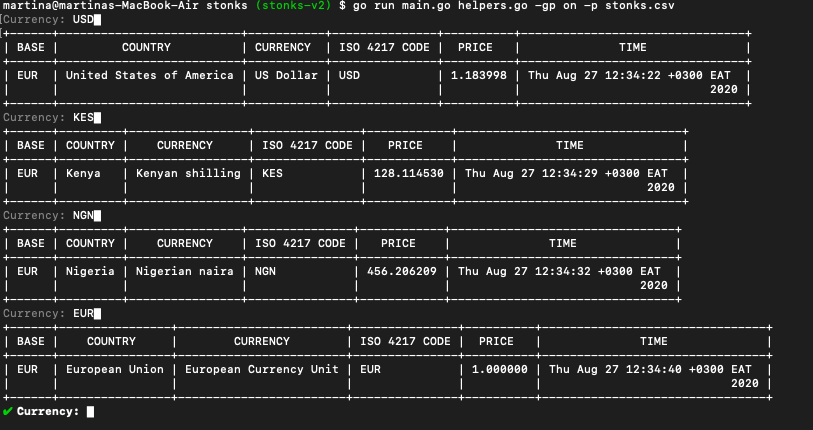 martina@martinas-MacBook-Air stonks (stonks-v2) $ go run main.go helpers.go -gp on -p stonks.csv
Currency: USD
| BASE | COUNTRY | CURRENCY | ISO 4217 CODE | PRICE | TIME |
| EUR | United States of America | US Dollar | USD | 1.183998 | Thu Aug 27 12:34:22 +0300 EAT |
| | | | | | 2020 |
Currency: KES
| BASE | COUNTRY | CURRENCY | ISO 4217 CODE | PRICE | TIME |
| EUR | Kenya | Kenyan shilling | KES | 128.114530 | Thu Aug 27 12:34:29 +0300 EAT |
| | | | | | 2020 |
Currency: NGN
| BASE | COUNTRY | CURRENCY | ISO 4217 CODE | PRICE | TIME |
| EUR | Nigeria | Nigerian naira | NGN | 456.206209 | Thu Aug 27 12:34:32 +0300 EAT |
| | | | | | 2020 |
Currency: EUR
| BASE | COUNTRY | CURRENCY | ISO 4217 CODE | PRICE | TIME |
| EUR | European Union | European Currency Unit | EUR | 1.000000 | Thu Aug 27 12:34:40 +0300 EAT |
| | | | | | 2020 |
✔ Currency: